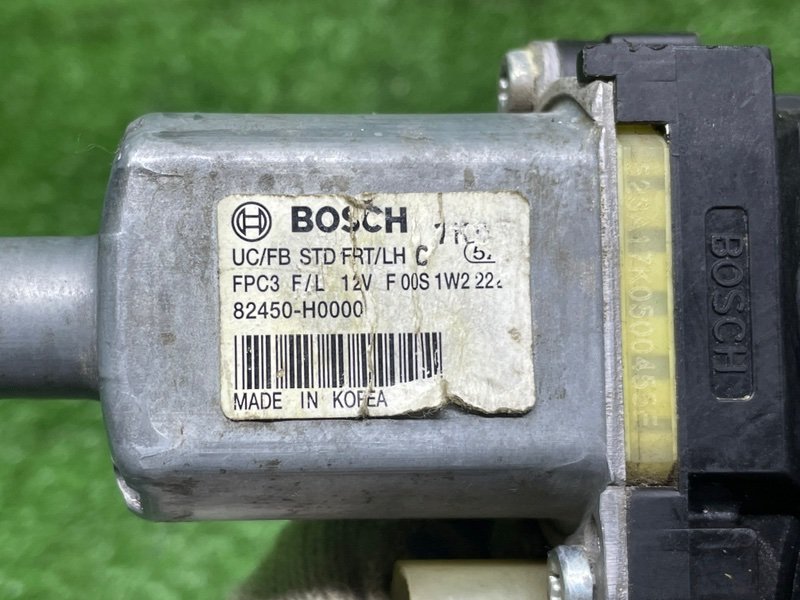 BOSCH
UC/FB STD FRT/LH C
FPC3 F/L 12V F 00S 1W2 222
82450-H0000
MADE IN KOREA
BOSCH